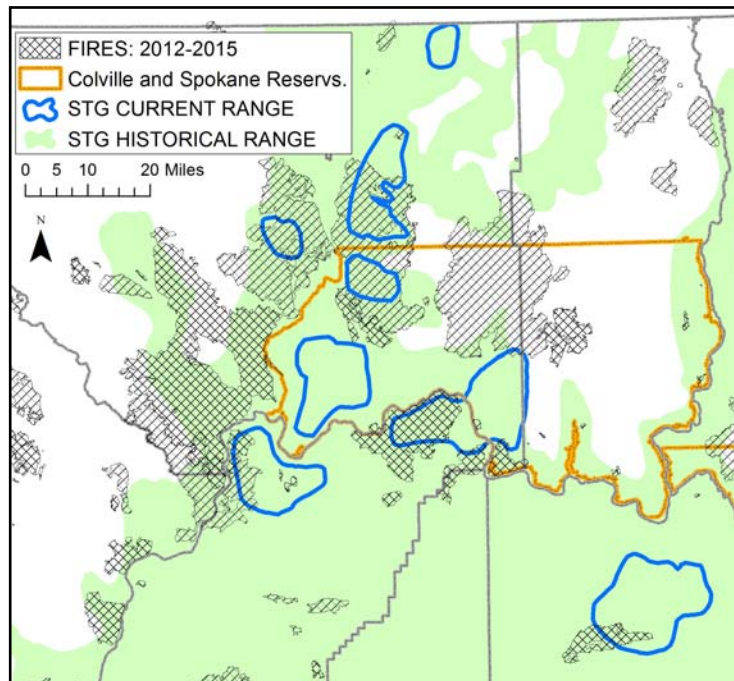 FIRES: 2012-2015
Colville and Spokane Reservs.
STG CURRENT RANGE
STG HISTORICAL RANGE
0 5 10 20 Miles
N